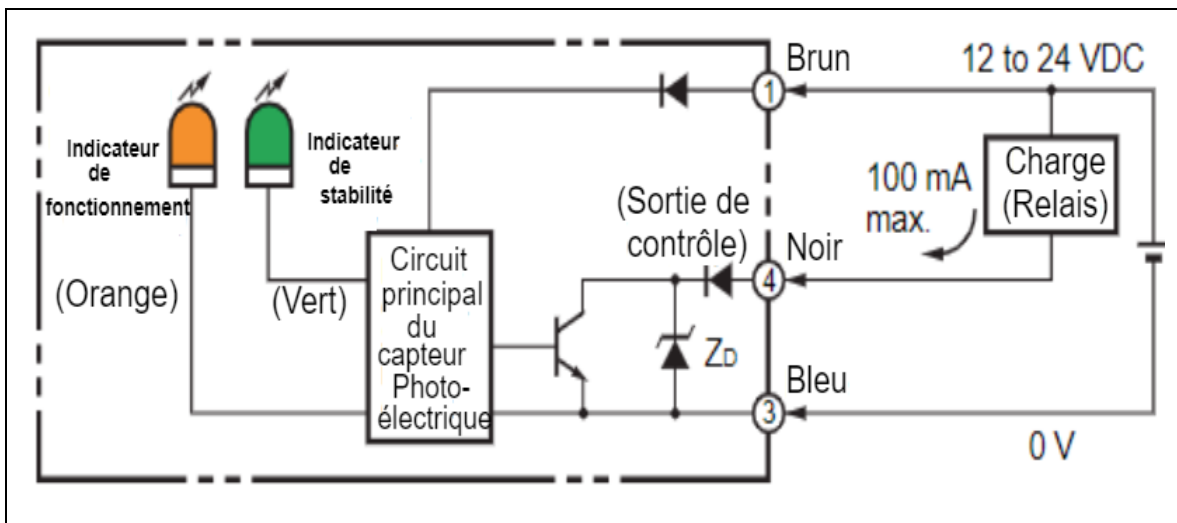 Brun
12 to 24 VDC
1
Indicateur
de
fonctionnement
Indicateur
de
stabilité
Charge
(Relais)
100 mA
max.
(Sortie de
contrôle)
Noir
4
(Orange)
(Vert)
Circuit
principal
du
capteur
Photo-
électrique
ZD
Bleu
3
0 V